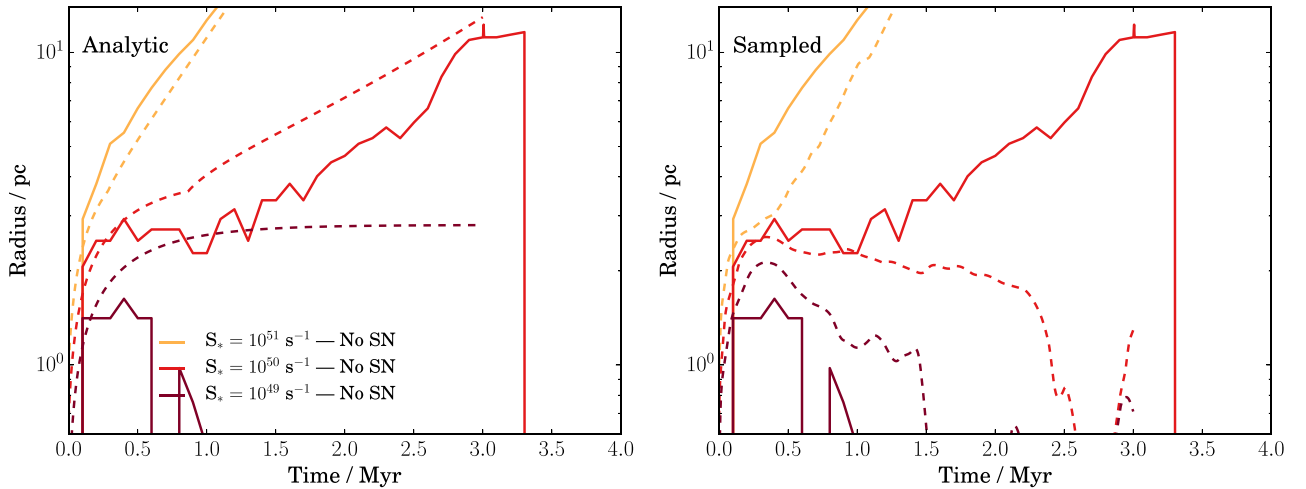 Analytic
Radius / pc
10¹
10⁰
S* = 10⁵¹ s⁻¹ — No SN
S* = 10⁵⁰ s⁻¹ — No SN
S* = 10⁴⁹ s⁻¹ — No SN
0.0 0.5 1.0 1.5 2.0 2.5 3.0 3.5 4.0
Time / Myr
Sampled
Radius / pc
10¹
10⁰
0.0 0.5 1.0 1.5 2.0 2.5 3.0 3.5 4.0
Time / Myr